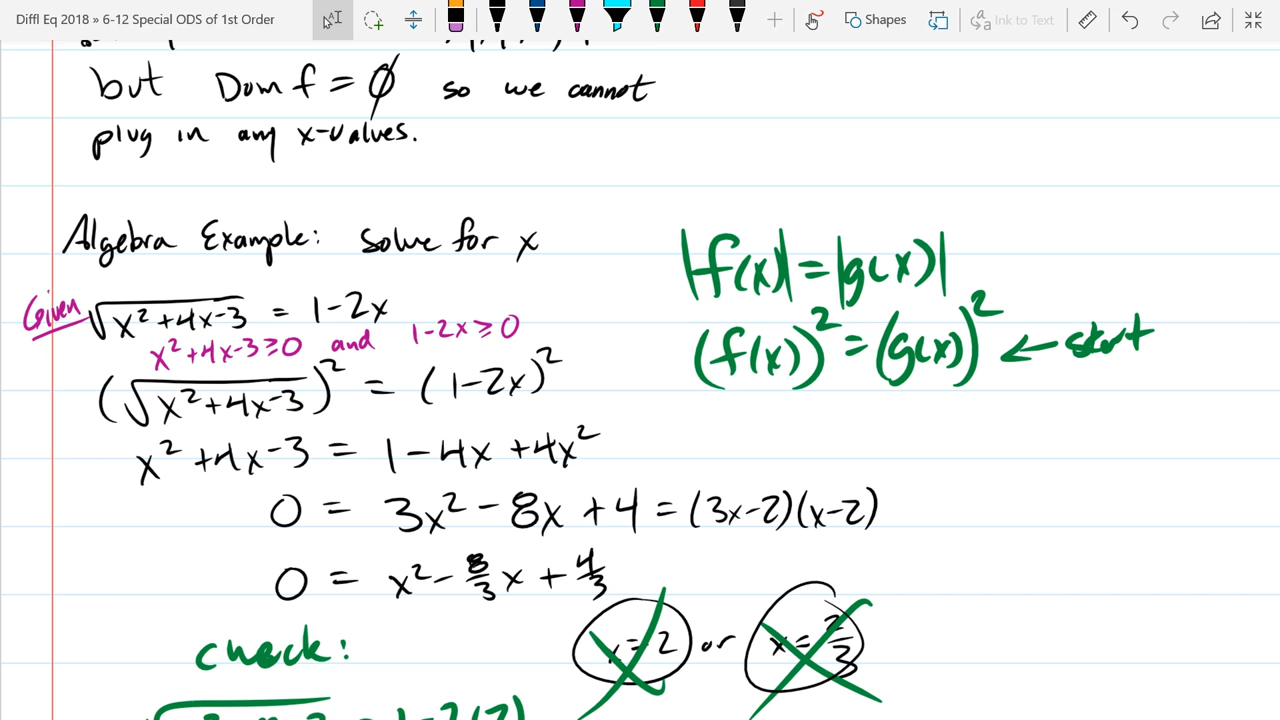 Diffl Eq 2018 » 6-12 Special ODS of 1st Order
Shapes
Ink to Text
but Dom f = ∅ so we cannot
plug in any x-values.
Algebra Example: solve for x
|f(x)| = |g(x)|
Given √(x²+4x-3) = 1-2x
x²+4x-3≥0 and 1-2x≥0
(f(x))² = (g(x))² ← start
(√(x²+4x-3))² = (1-2x)²
x²+4x-3 = 1-4x+4x²
0 = 3x²-8x+4 = (3x-2)(x-2)
0 = x²-8/3x+4/3
x=2 or x=2/3
check: